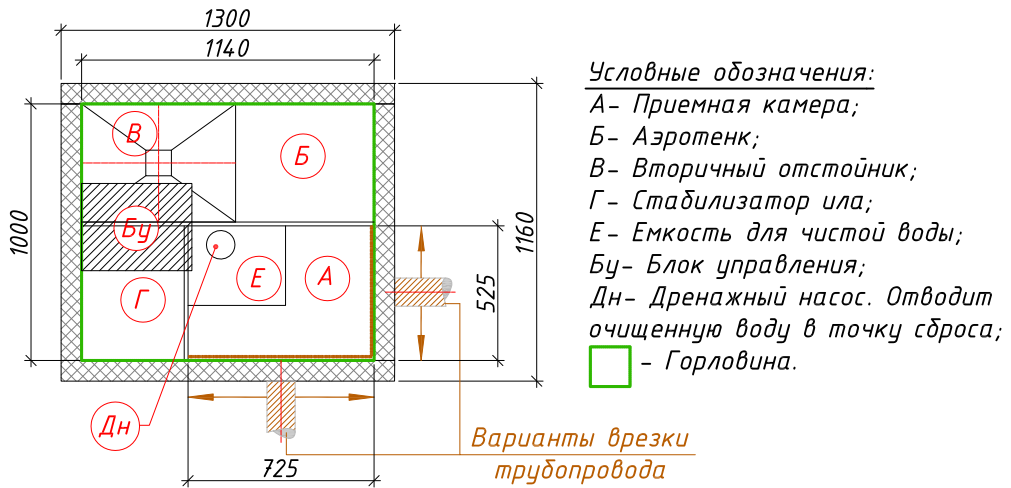 1300
1140
Условные обозначения:
А- Приемная камера;
Б- Аэротенк;
В- Вторичный отстойник;
Г- Стабилизатор ила;
Е- Емкость для чистой воды;
Бу- Блок управления;
Дн- Дренажный насос. Отводит
очищенную воду в точку сброса;
- Горловина.
В
Б
Бу
1000
1160
Е
А
Г
525
Дн
Варианты врезки
трубопровода
725